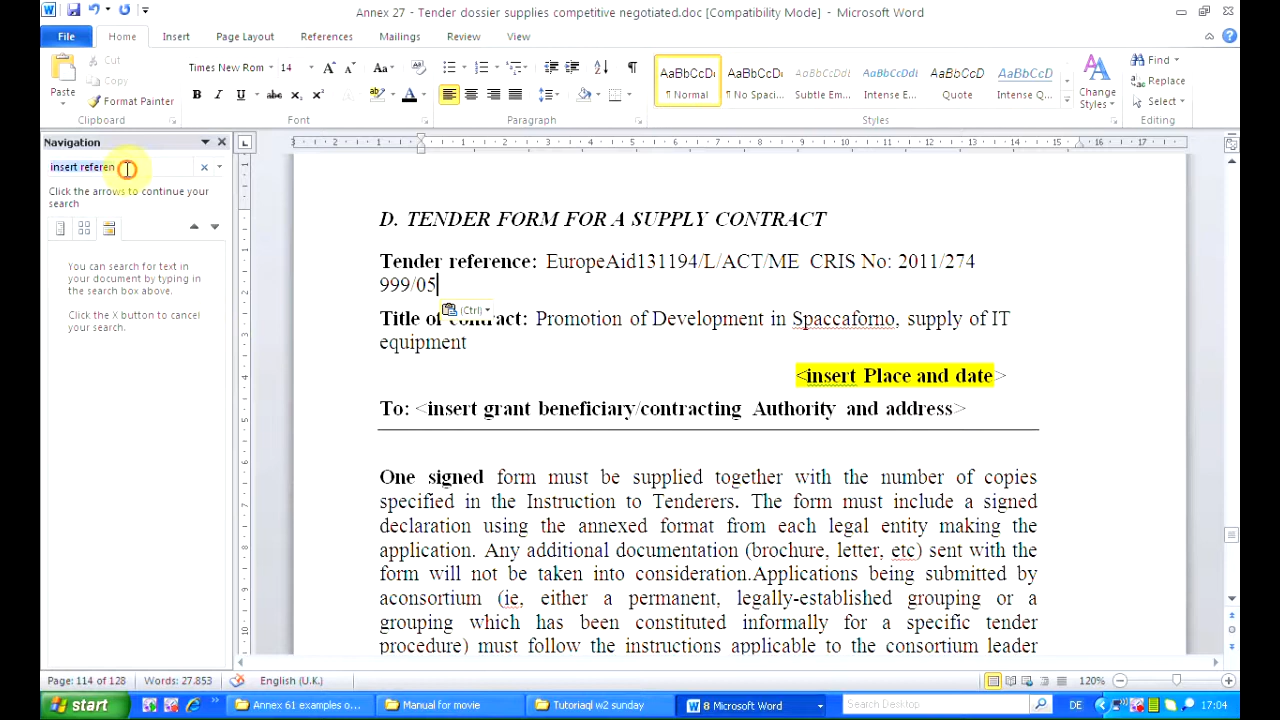 Annex 27 - Tender dossier supplies competitive negotiated.doc [Compatibility Mode] - Microsoft Word
File Home Insert Page Layout References Mailings Review View
Paste
Cut
Copy
Format Painter
Clipboard
Times New Rom 14
Font
Paragraph
AaBbCcDc AaBbCcDc AaBbCcDd AaBbCcDd AaBbCcDd AaBbCcDd
¶ Normal ¶ No Spaci... Subtle Em... Intense E... Quote Intense Q...
Change Styles
Styles
Find
Replace
Select
Editing
Navigation
insert referen
Click the arrows to continue your
search
You can search for text in
your document by typing in
the search box above.
Click the X button to cancel
your search.
D. TENDER FORM FOR A SUPPLY CONTRACT
Tender reference: EuropeAid131194/L/ACT/ME CRIS No: 2011/274
999/05
(Ctrl)
Title of contract: Promotion of Development in Spaccaforno, supply of IT
equipment
<insert Place and date>
To: <insert grant beneficiary/contracting Authority and address>
One signed form must be supplied together with the number of copies
specified in the Instruction to Tenderers. The form must include a signed
declaration using the annexed format from each legal entity making the
application. Any additional documentation (brochure, letter, etc) sent with the
form will not be taken into consideration.Applications being submitted by
aconsortium (ie, either a permanent, legally-established grouping or a
grouping which has been constituted informally for a specific tender
procedure) must follow the instructions applicable to the consortium leader
Page: 114 of 128 Words: 27.853 English (U.K.) 120%
start Annex 61 examples o... Manual for movie Tutoriaql w2 sunday 8 Microsoft Word Search Desktop DE 17:04